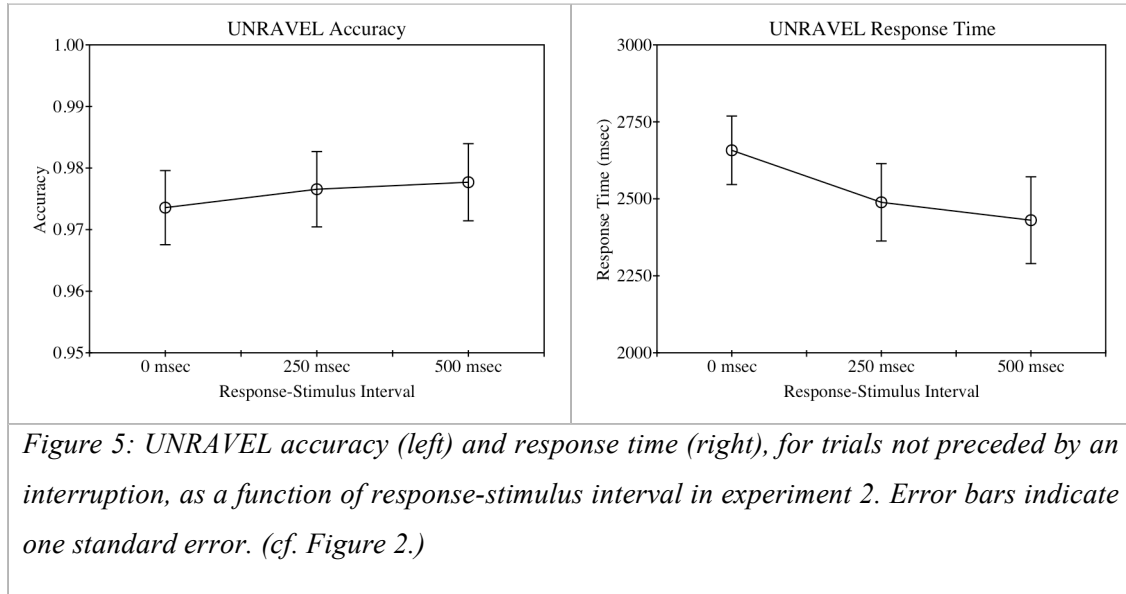 UNRAVEL Accuracy
1.00
0.99
0.98
0.97
0.96
0.95
Accuracy
0 msec 250 msec 500 msec
Response-Stimulus Interval
UNRAVEL Response Time
3000
2750
2500
2250
2000
Response Time (msec)
0 msec 250 msec 500 msec
Response-Stimulus Interval
Figure 5: UNRAVEL accuracy (left) and response time (right), for trials not preceded by an
interruption, as a function of response-stimulus interval in experiment 2. Error bars indicate
one standard error. (cf. Figure 2.)